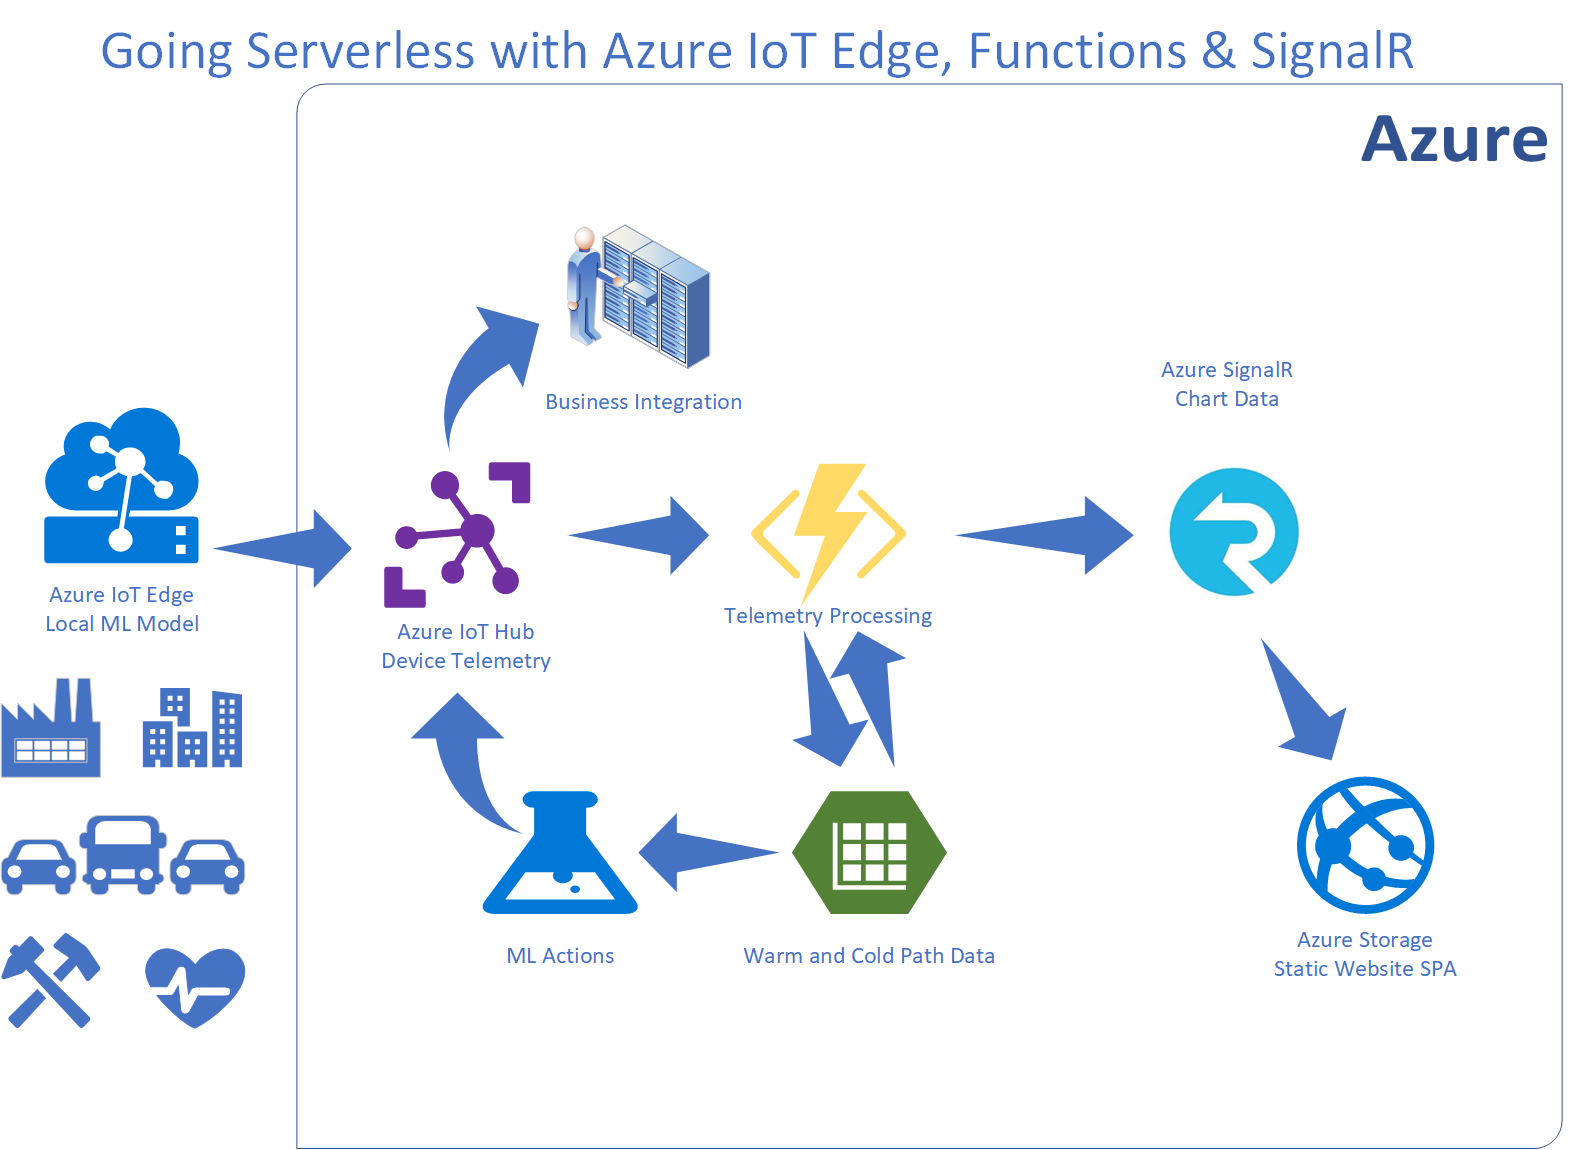 Going Serverless with Azure IoT Edge, Functions & SignalR
Azure
Business Integration
Azure SignalR
Chart Data
Azure IoT Edge
Local ML Model
Azure IoT Hub
Device Telemetry
Telemetry Processing
ML Actions
Warm and Cold Path Data
Azure Storage
Static Website SPA